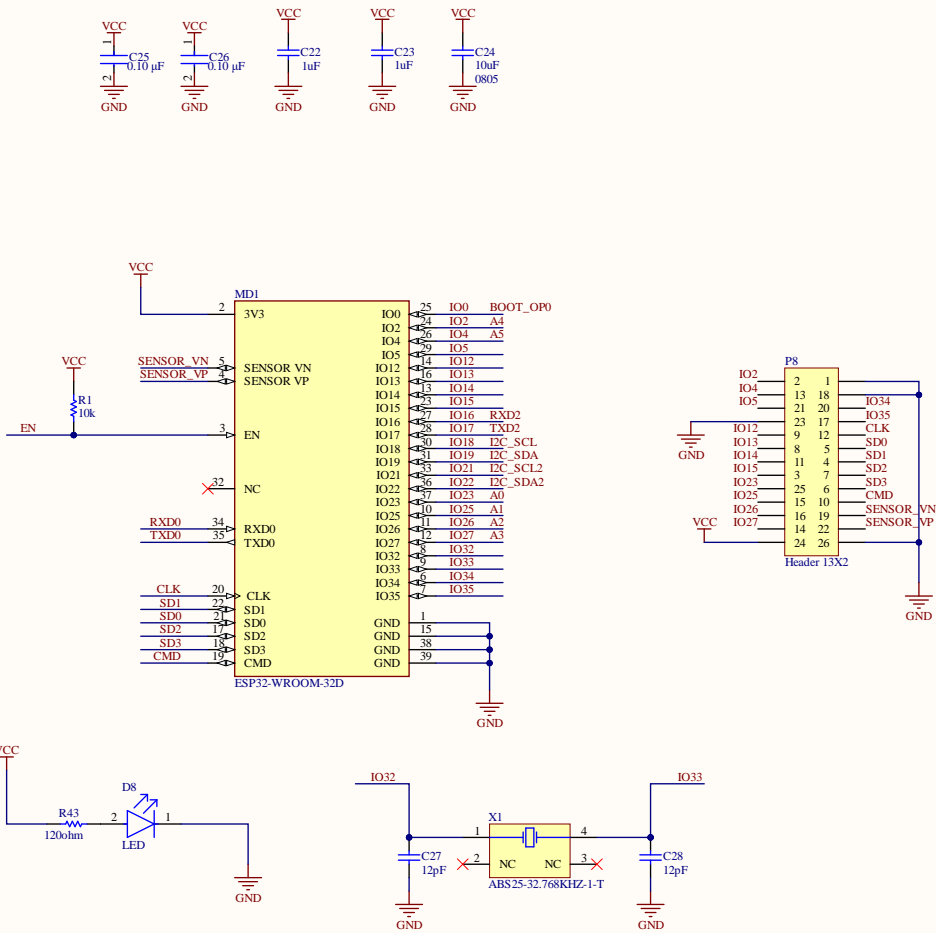 VCC VCC VCC VCC VCC
1 1
C25 C26 C22 C23 C24
0.10 µF 0.10 µF 1uF 1uF 10uF
2 2 0805
GND GND GND GND GND
VCC
MD1
2 3V3 IO0 25 IO0 BOOT_OP0
IO2 24 IO2 A4
IO4 26 IO4 A5
IO5 29 IO5
SENSOR_VN 5 SENSOR VN IO12 14 IO12
SENSOR_VP 4 SENSOR VP IO13 16 IO13
IO14 13 IO14
IO15 23 IO15
IO16 27 IO16 RXD2
VCC
R1
10k
EN 3 EN IO17 28 IO17 TXD2
IO18 30 IO18 I2C_SCL
IO19 31 IO19 I2C_SDA
IO21 33 IO21 I2C_SCL2
32 NC IO22 36 IO22 I2C_SDA2
IO23 37 IO23 A0
IO25 10 IO25 A1
RXD0 34 RXD0 IO26 11 IO26 A2
TXD0 35 TXD0 IO27 12 IO27 A3
IO32 8 IO32
IO33 9 IO33
IO34 6 IO34
CLK 20 CLK IO35 7 IO35
SD1 22 SD1
SD0 21 SD0 GND 1
SD2 17 SD2 GND 15
SD3 18 SD3 GND 38
CMD 19 CMD GND 39
ESP32-WROOM-32D
GND
P8
IO2 2 1
IO4 13 18
IO5 21 20 IO34
23 17 IO35
GND
IO12 9 12 CLK
IO13 8 5 SD0
IO14 11 4 SD1
IO15 3 7 SD2
IO23 25 6 SD3
IO25 15 10 CMD
IO26 16 19 SENSOR_VN
IO27 14 22 SENSOR_VP
VCC 24 26
Header 13X2
GND
VCC
R43
120ohm
D8
2 1
LED
GND
IO32 IO33
X1
1 4
2 NC NC 3
C27
12pF
C28
12pF
ABS25-32.768KHZ-1-T
GND GND